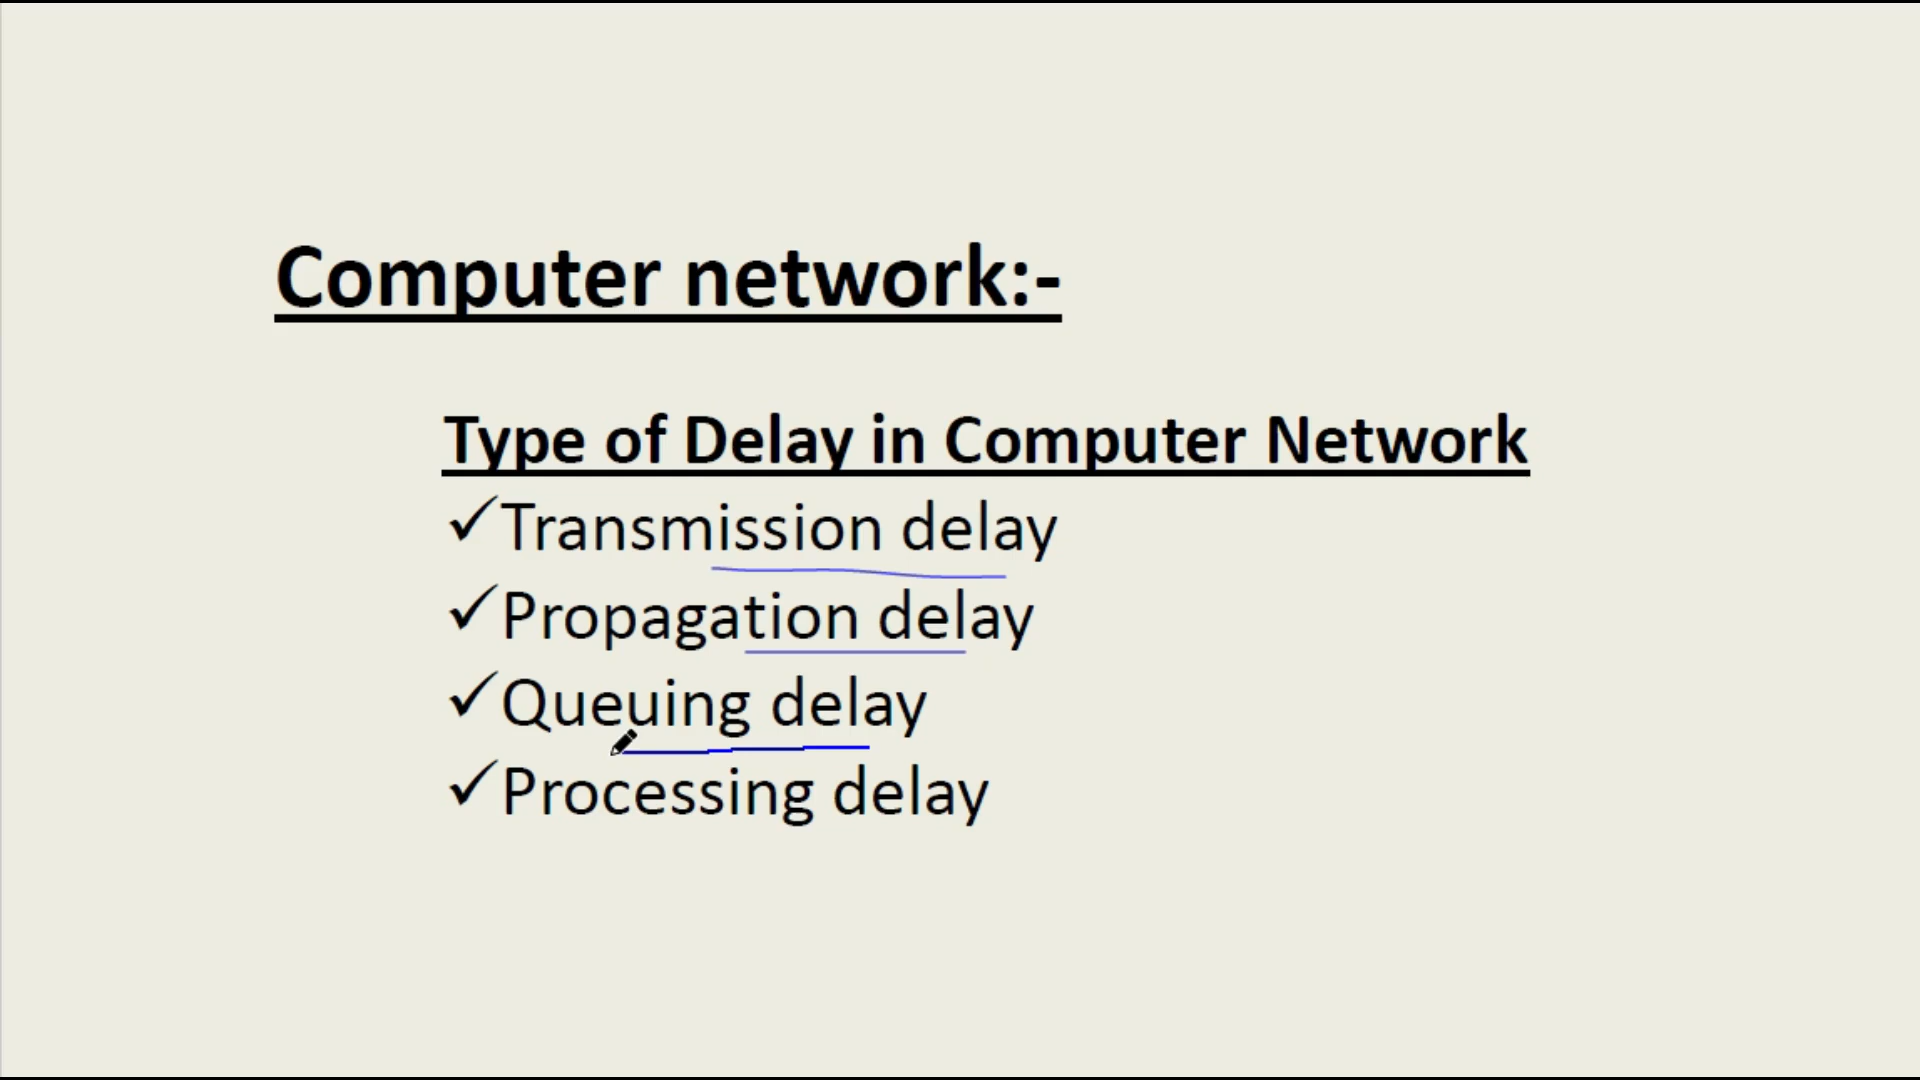 Computer network:-
Type of Delay in Computer Network
✓Transmission delay
✓Propagation delay
✓Queuing delay
✓Processing delay